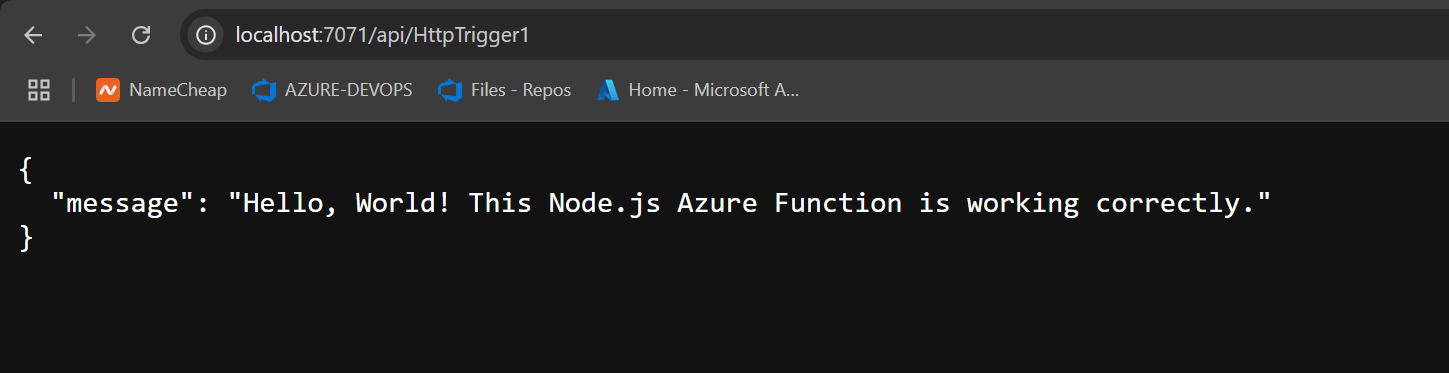 localhost:7071/api/HttpTrigger1
NameCheap AZURE-DEVOPS Files - Repos Home - Microsoft A...
{
"message": "Hello, World! This Node.js Azure Function is working correctly."
}